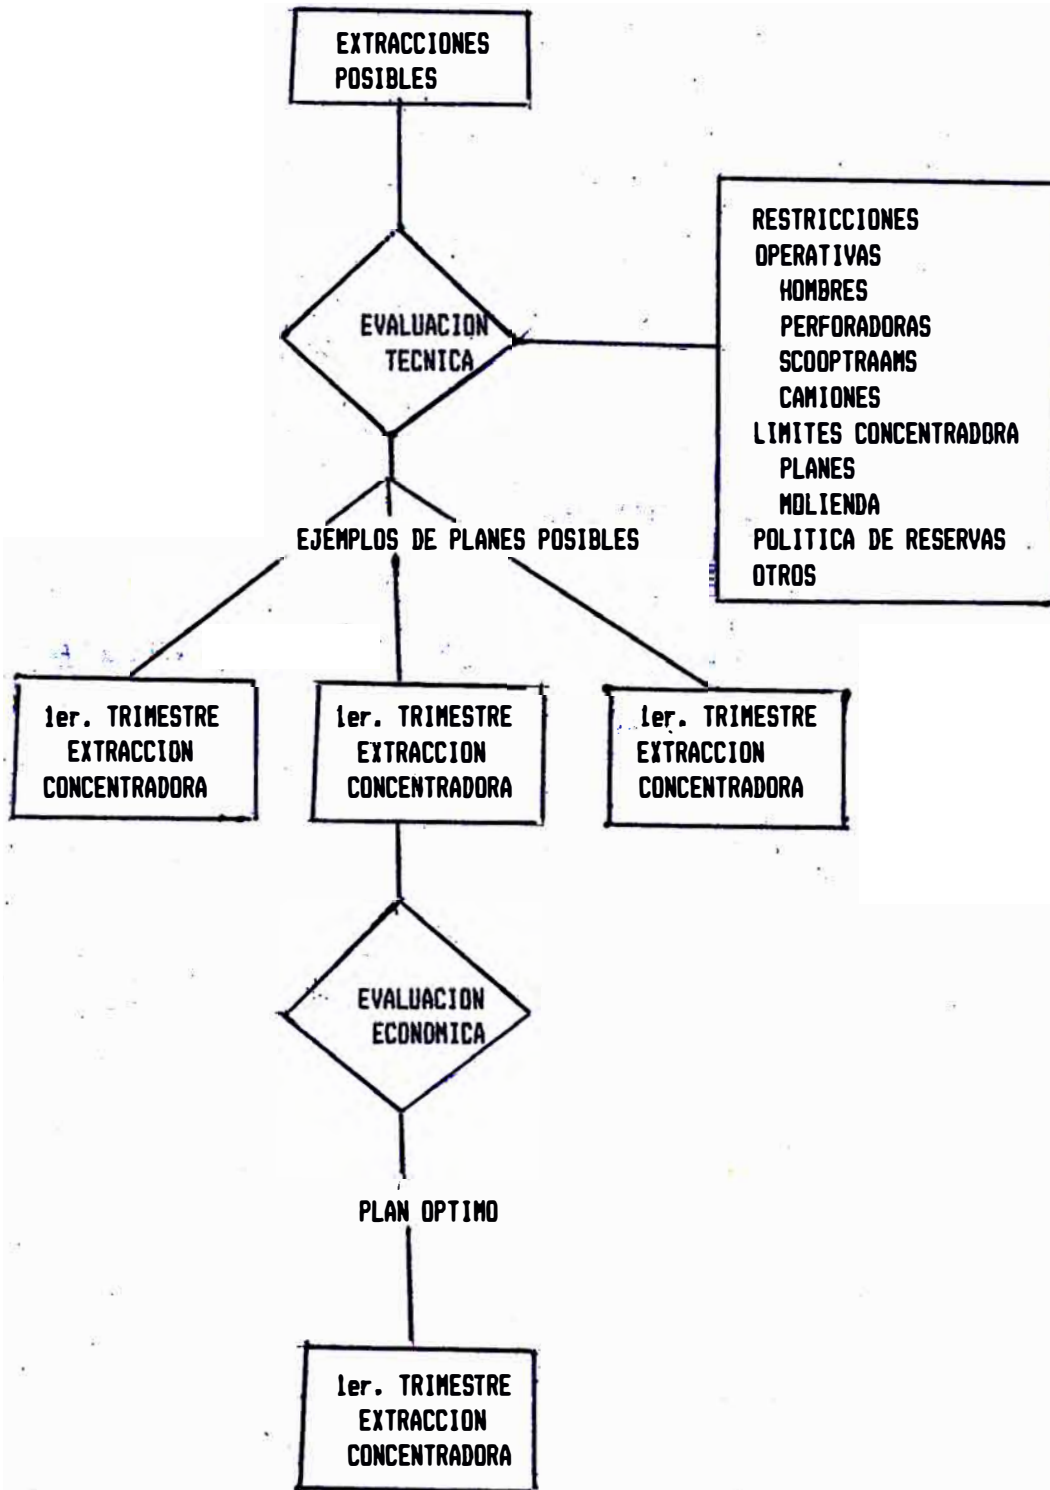 EXTRACCIONES
POSIBLES
EVALUACION
TECNICA
RESTRICCIONES
OPERATIVAS
HOMBRES
PERFORADORAS
SCOOPTRAAMS
CAMIONES
LIMITES CONCENTRADORA
PLANES
MOLIENDA
POLITICA DE RESERVAS
OTROS
EJEMPLOS DE PLANES POSIBLES
1er. TRIMESTRE
EXTRACCION
CONCENTRADORA
1er. TRIMESTRE
EXTRACCION
CONCENTRADORA
1er. TRIMESTRE
EXTRACCION
CONCENTRADORA
EVALUACION
ECONOMICA
PLAN OPTIMO
1er. TRIMESTRE
EXTRACCION
CONCENTRADORA